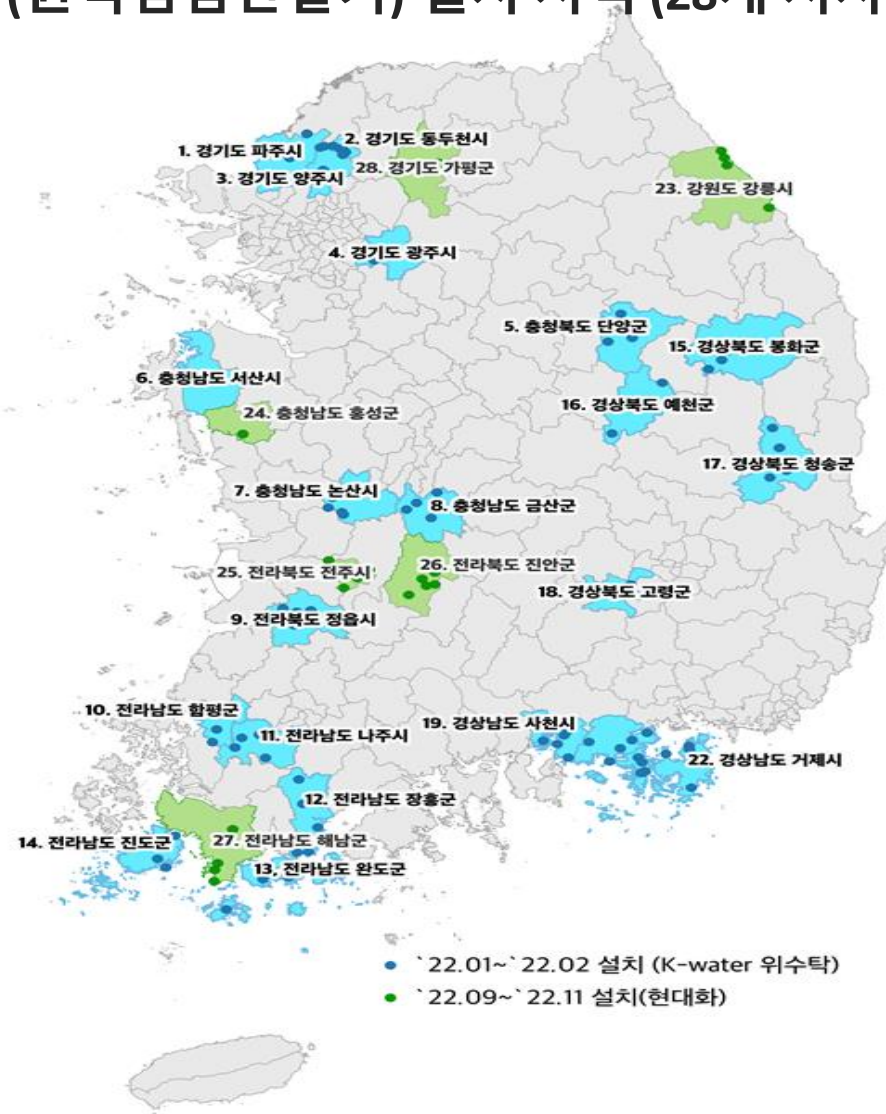 1. 경기도 파주시
2. 경기도 동두천시
3. 경기도 양주시
28. 경기도 가평군
23. 강원도 강릉시
4. 경기도 광주시
5. 충청북도 단양군
15. 경상북도 봉화군
6. 충청남도 서산시
24. 충청남도 홍성군
16. 경상북도 예천군
17. 경상북도 청송군
7. 충청남도 논산시
8. 충청남도 금산군
25. 전라북도 전주시
26. 전라북도 진안군
18. 경상북도 고령군
9. 전라북도 정읍시
10. 전라남도 함평군
11. 전라남도 나주시
19. 경상남도 사천시
22. 경상남도 거제시
12. 전라남도 장흥군
14. 전라남도 진도군
27. 전라남도 해남군
13, 전라남도 완도군
`22.01~`22.02 설치 (K-water 위수탁)
`22.09~`22.11 설치(현대화)